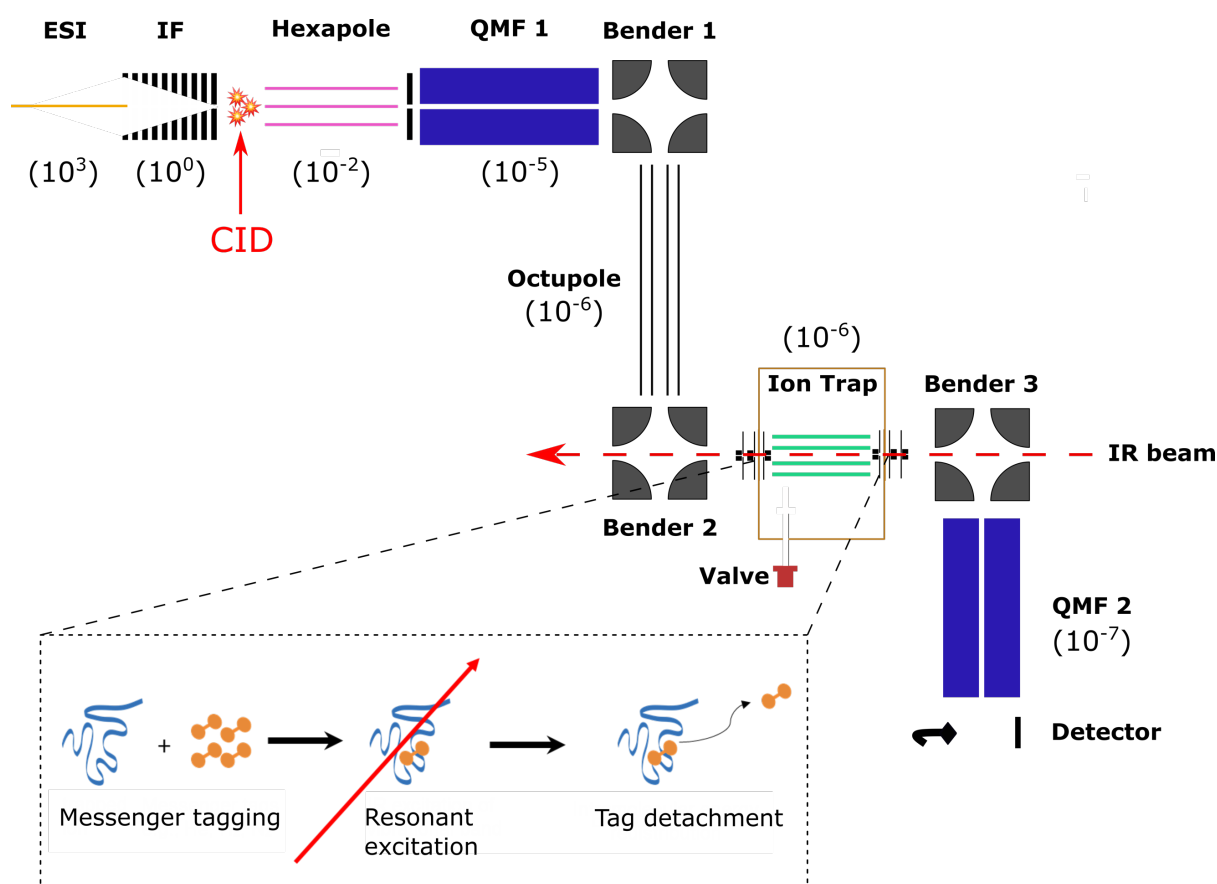 ESI IF Hexapole QMF 1 Bender 1
(10³) (10⁰) (10⁻²) (10⁻⁵)
CID
Octupole
(10⁻⁶)
(10⁻⁶)
Ion Trap Bender 3
IR beam
Bender 2
Valve
QMF 2
(10⁻⁷)
Detector
+
Messenger tagging
Resonant
excitation
Tag detachment